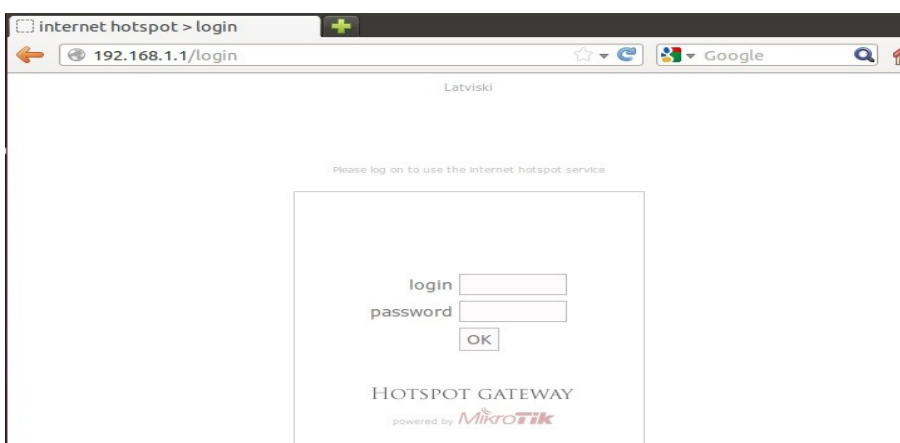 internet hotspot > login
192.168.1.1/login
Google
Latviski
Please log on to use the internet hotspot service
login
password
OK
HOTSPOT GATEWAY
powered by MikroTik